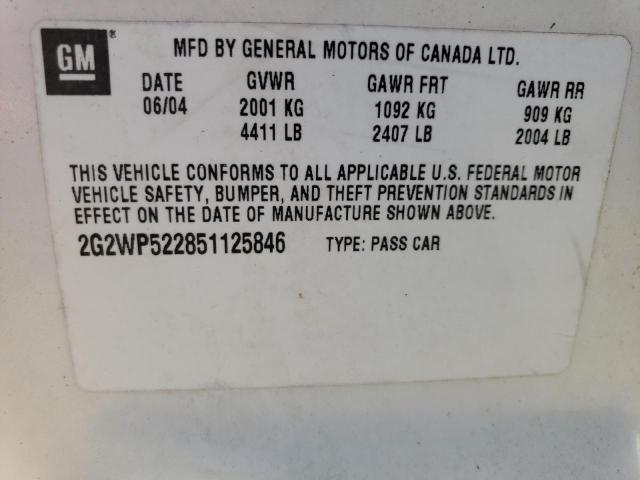 GM® MFD BY GENERAL MOTORS OF CANADA LTD.
DATE GVWR GAWR FRT GAWR RR
06/04 2001 KG 1092 KG 909 KG
4411 LB 2407 LB 2004 LB
THIS VEHICLE CONFORMS TO ALL APPLICABLE U.S. FEDERAL MOTOR
VEHICLE SAFETY, BUMPER, AND THEFT PREVENTION STANDARDS IN
EFFECT ON THE DATE OF MANUFACTURE SHOWN ABOVE.
2G2WP522851125846 TYPE: PASS CAR